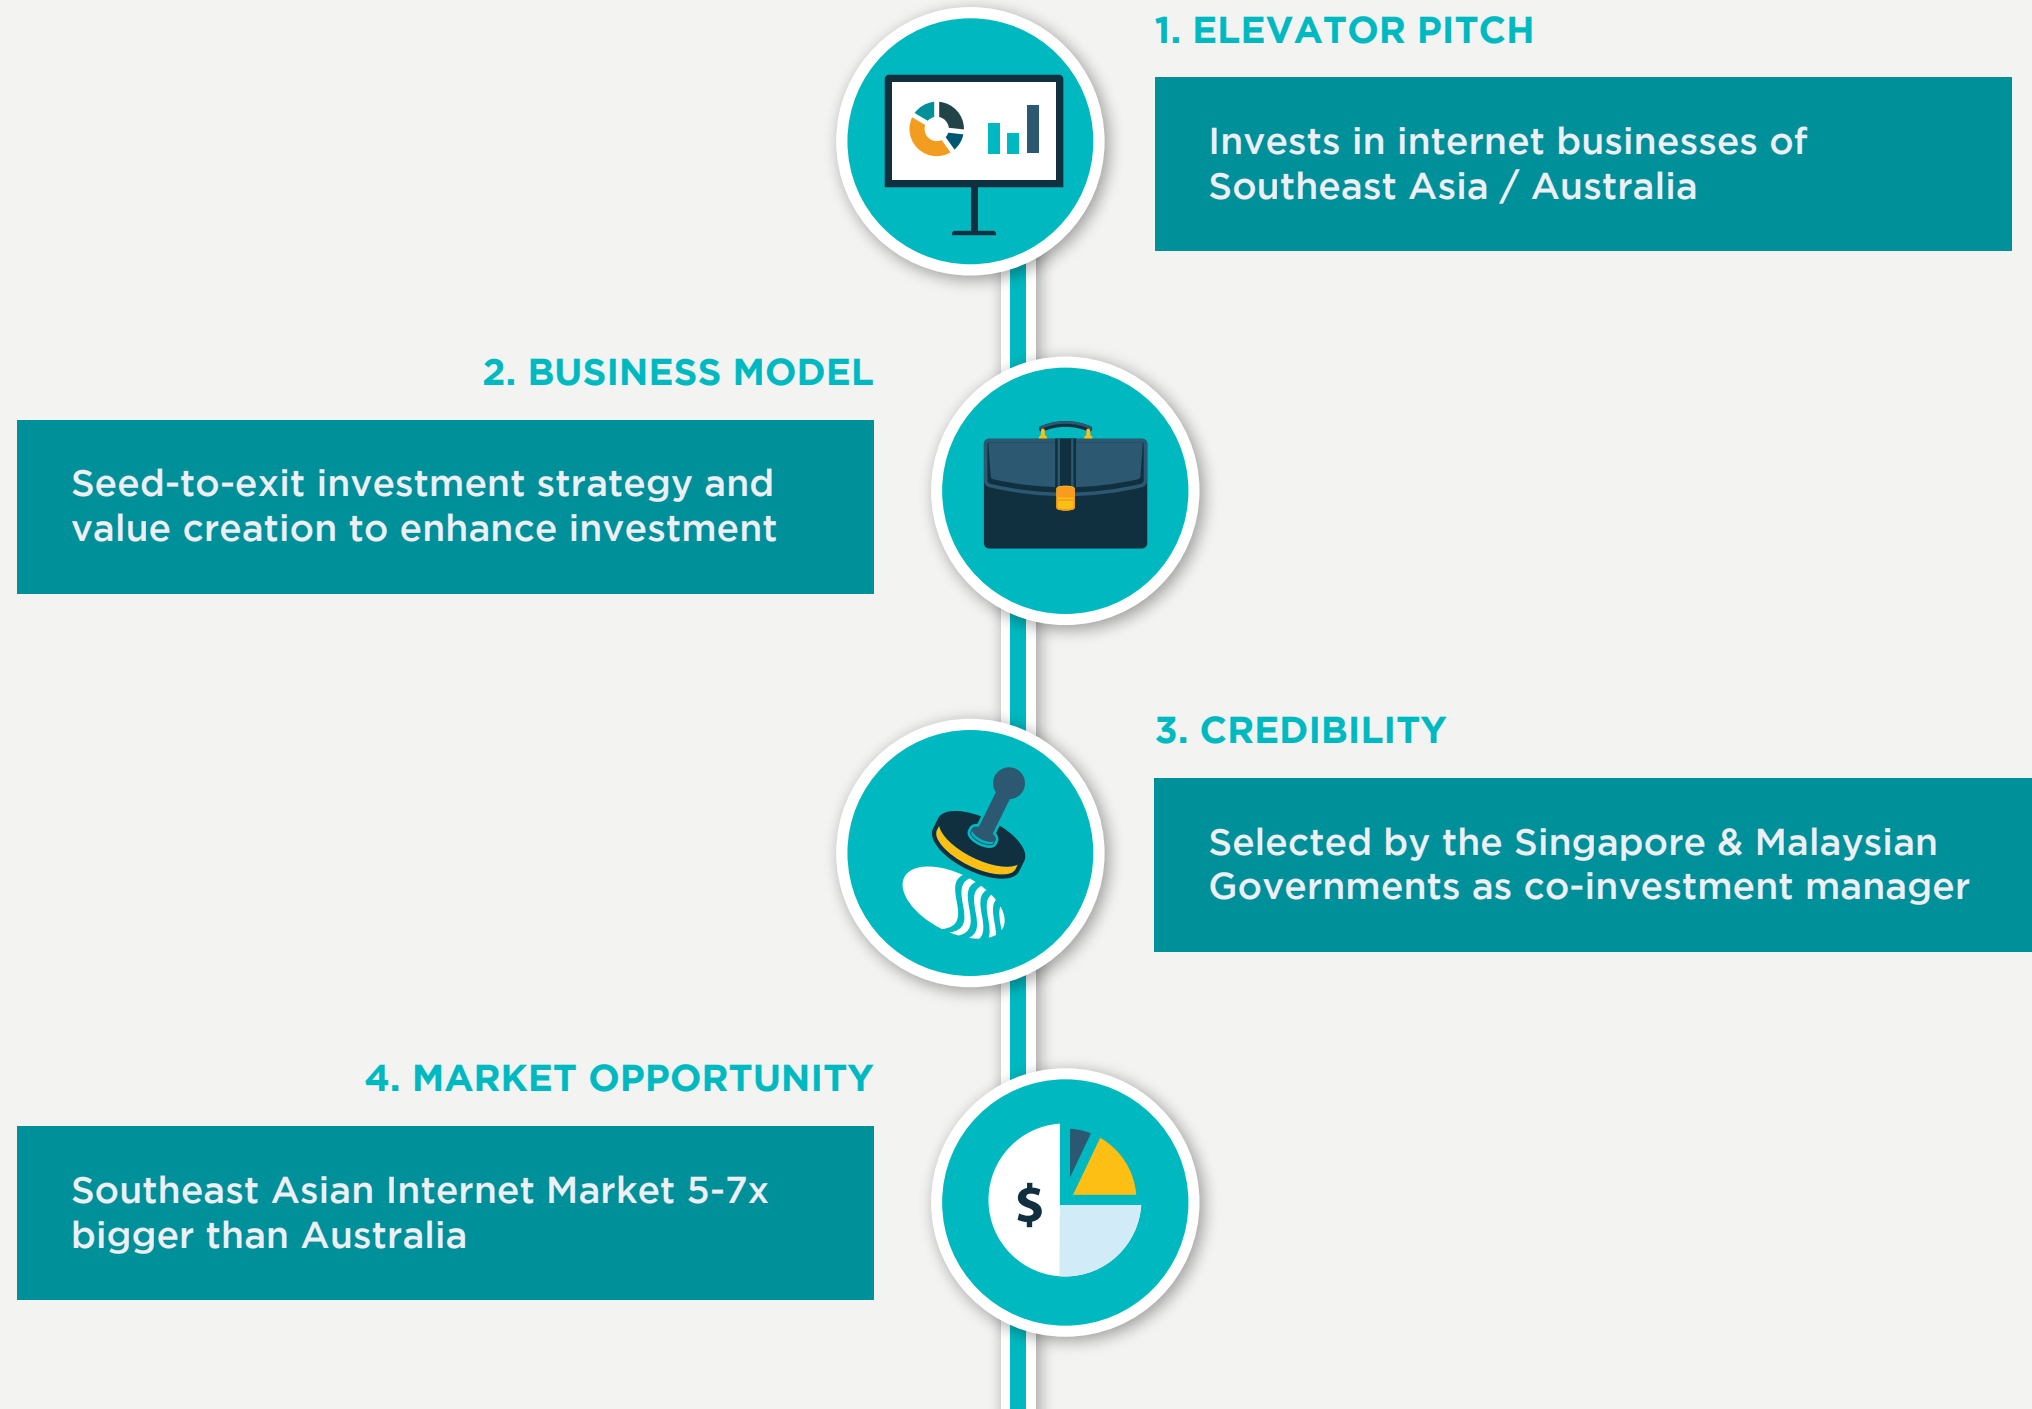 1. ELEVATOR PITCH
Invests in internet businesses of
Southeast Asia / Australia
2. BUSINESS MODEL
Seed-to-exit investment strategy and
value creation to enhance investment
3. CREDIBILITY
Selected by the Singapore & Malaysian
Governments as co-investment manager
4. MARKET OPPORTUNITY
Southeast Asian Internet Market 5-7x
bigger than Australia
$